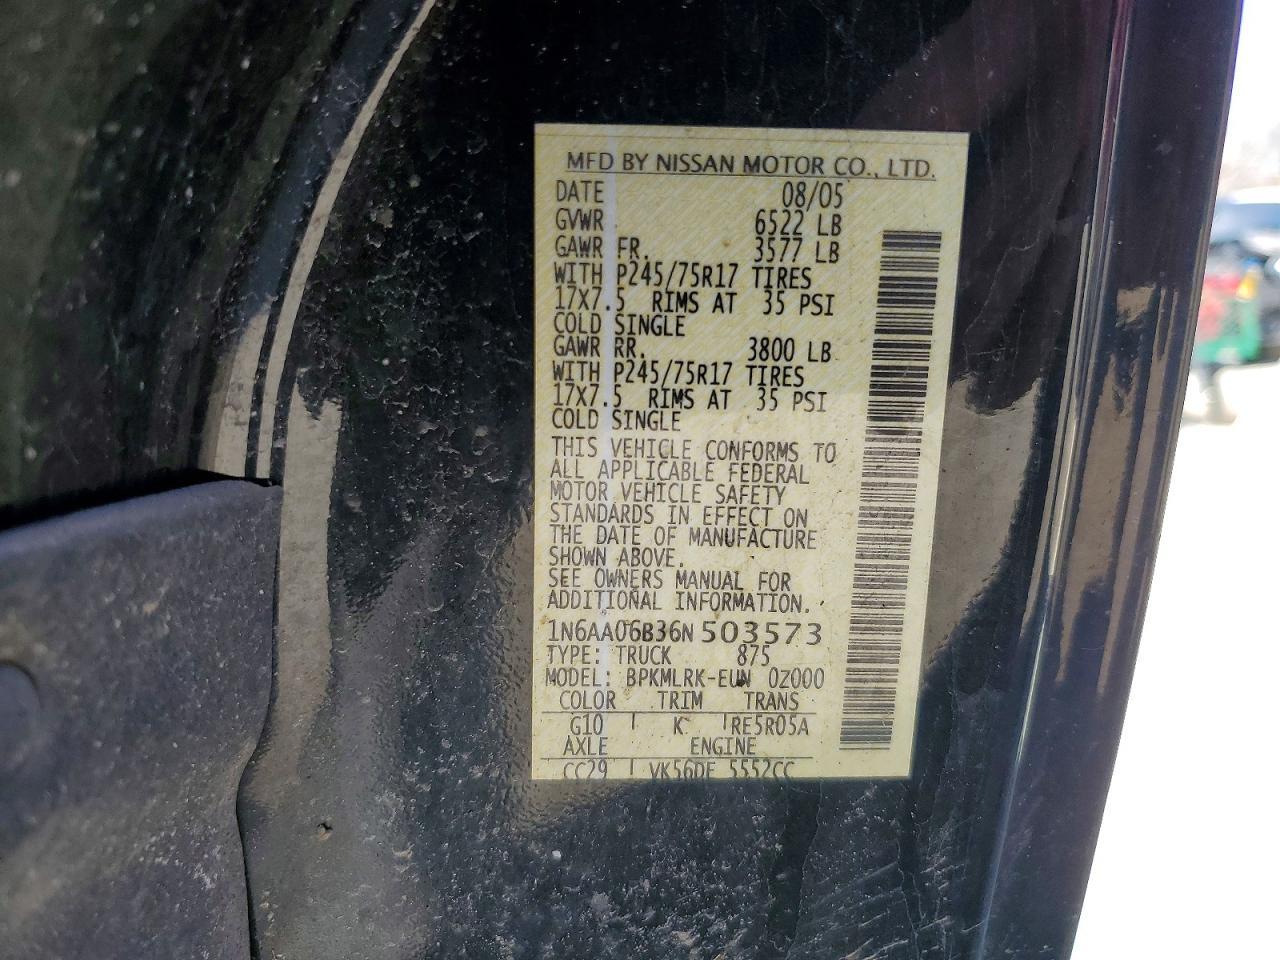 MFD BY NISSAN MOTOR CO., LTD.
DATE 08/05
GVWR 6522 LB
GAWR FR. 3577 LB
WITH P245/75R17 TIRES
17X7.5 RIMS AT 35 PSI
COLD SINGLE
GAWR RR. 3800 LB
WITH P245/75R17 TIRES
17X7.5 RIMS AT 35 PSI
COLD SINGLE
THIS VEHICLE CONFORMS TO
ALL APPLICABLE FEDERAL
MOTOR VEHICLE SAFETY
STANDARDS IN EFFECT ON
THE DATE OF MANUFACTURE
SHOWN ABOVE.
SEE OWNERS MANUAL FOR
ADDITIONAL INFORMATION.
1N6AA06B36N503573
TYPE: TRUCK 875
MODEL: BPKMLRK-EUN 0Z000
COLOR TRIM TRANS
G10 K RE5R05A
AXLE ENGINE
CC29 VK56DE 5552CC